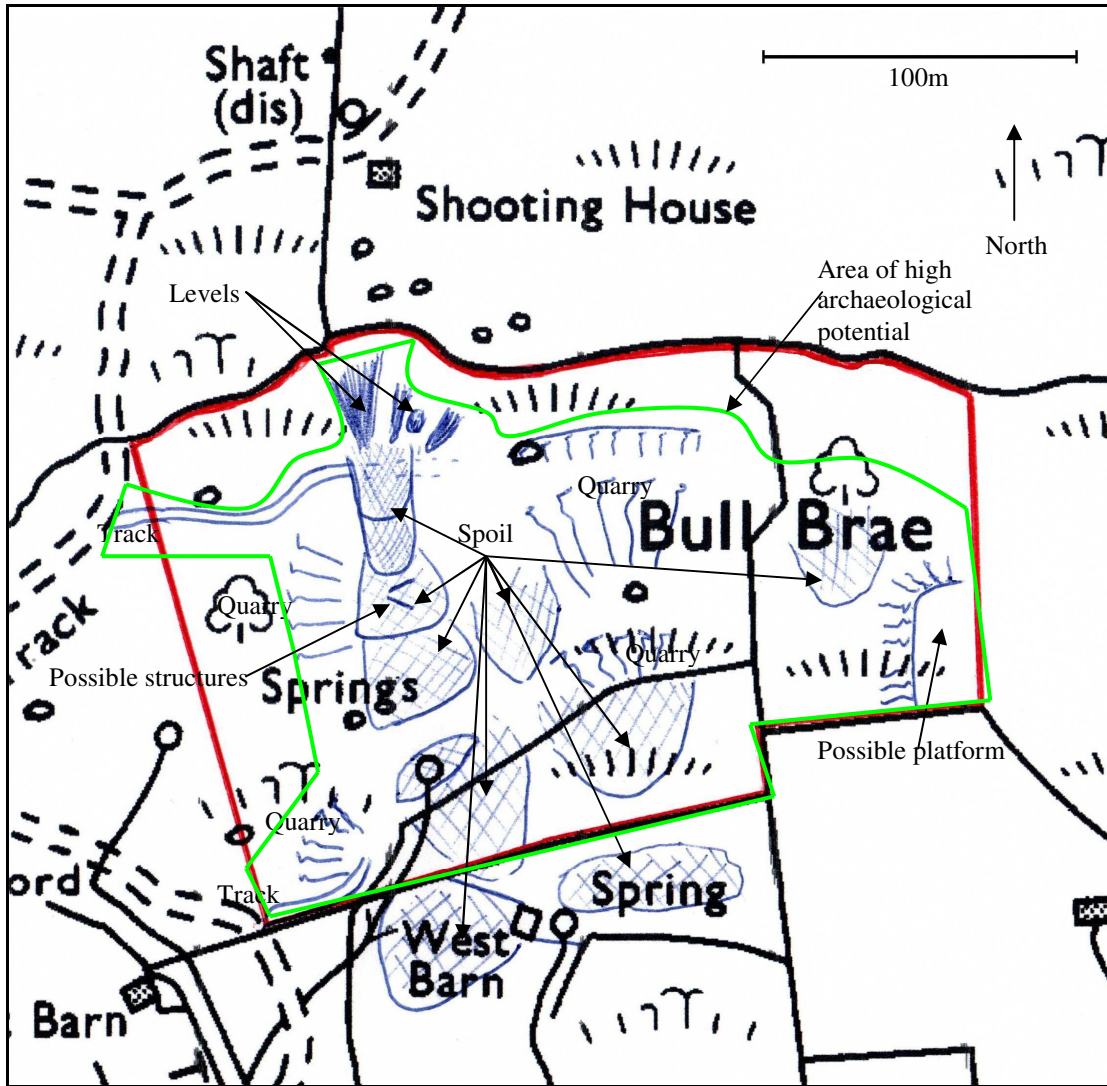 Shaft
(dis)
100m
Shooting House
North
Area of high
archaeological
potential
Levels
Quarry
Spoil
Track
Bull Brae
Quarry
Quarry
rack
Possible structures
Springs
Possible platform
Quarry
Track
ord
Spring
West
Barn
Barn